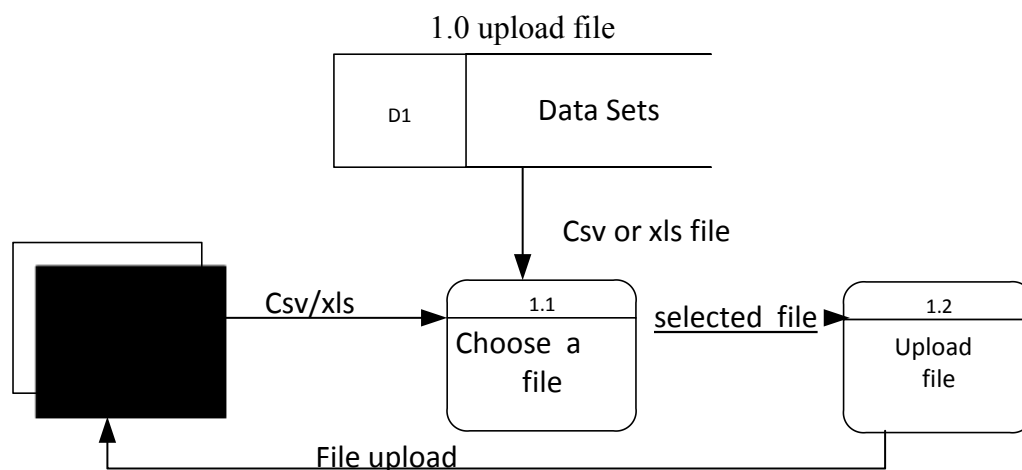 1.0 upload file
D1
Data Sets
Csv or xls file
Csv/xls
1.1
Choose a
file
selected file
1.2
Upload
file
File upload